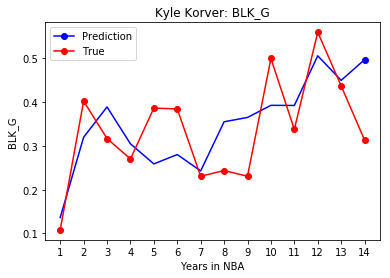 Kyle Korver: BLK_G
Prediction
True
0.5
0.4
0.3
0.2
0.1
BLK_G
1 2 3 4 5 6 7 8 9 10 11 12 13 14
Years in NBA